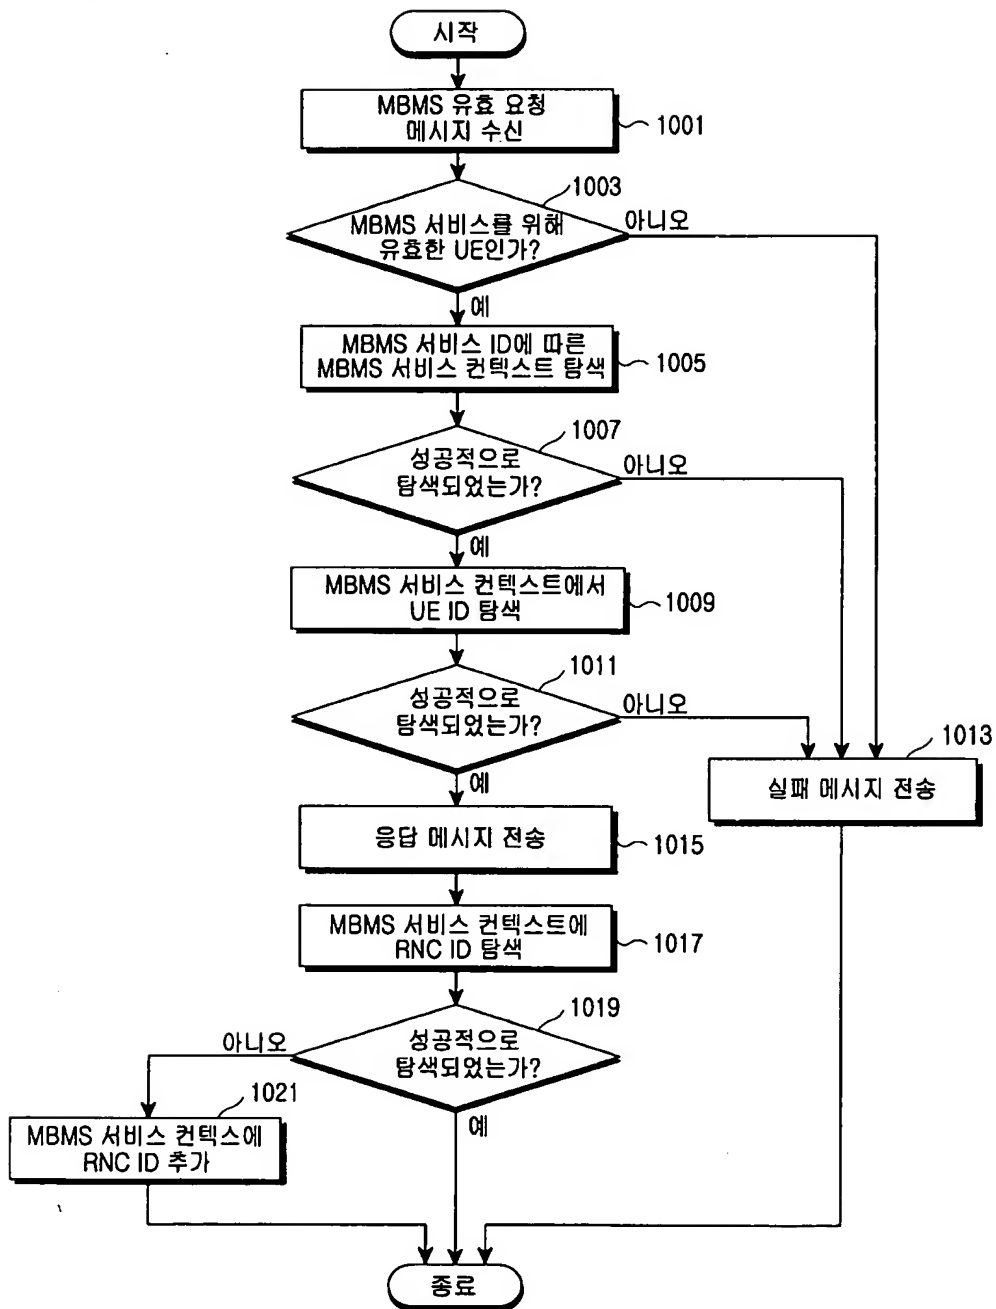 시작
MBMS 유효 요청
메시지 수신
1001
1003
MBMS 서비스를 위해
유효한 UE인가?
아니오
예
MBMS 서비스 ID에 따른
MBMS 서비스 컨텍스트 탐색
1005
1007
성공적으로
탐색되었는가?
아니오
예
MBMS 서비스 컨텍스트에서
UE ID 탐색
1009
1011
성공적으로
탐색되었는가?
아니오
예
1013
실패 메시지 전송
응답 메시지 전송
1015
MBMS 서비스 컨텍스트에
RNC ID 탐색
1017
1019
성공적으로
탐색되었는가?
아니오
예
1021
MBMS 서비스 컨텍스에
RNC ID 추가
종료